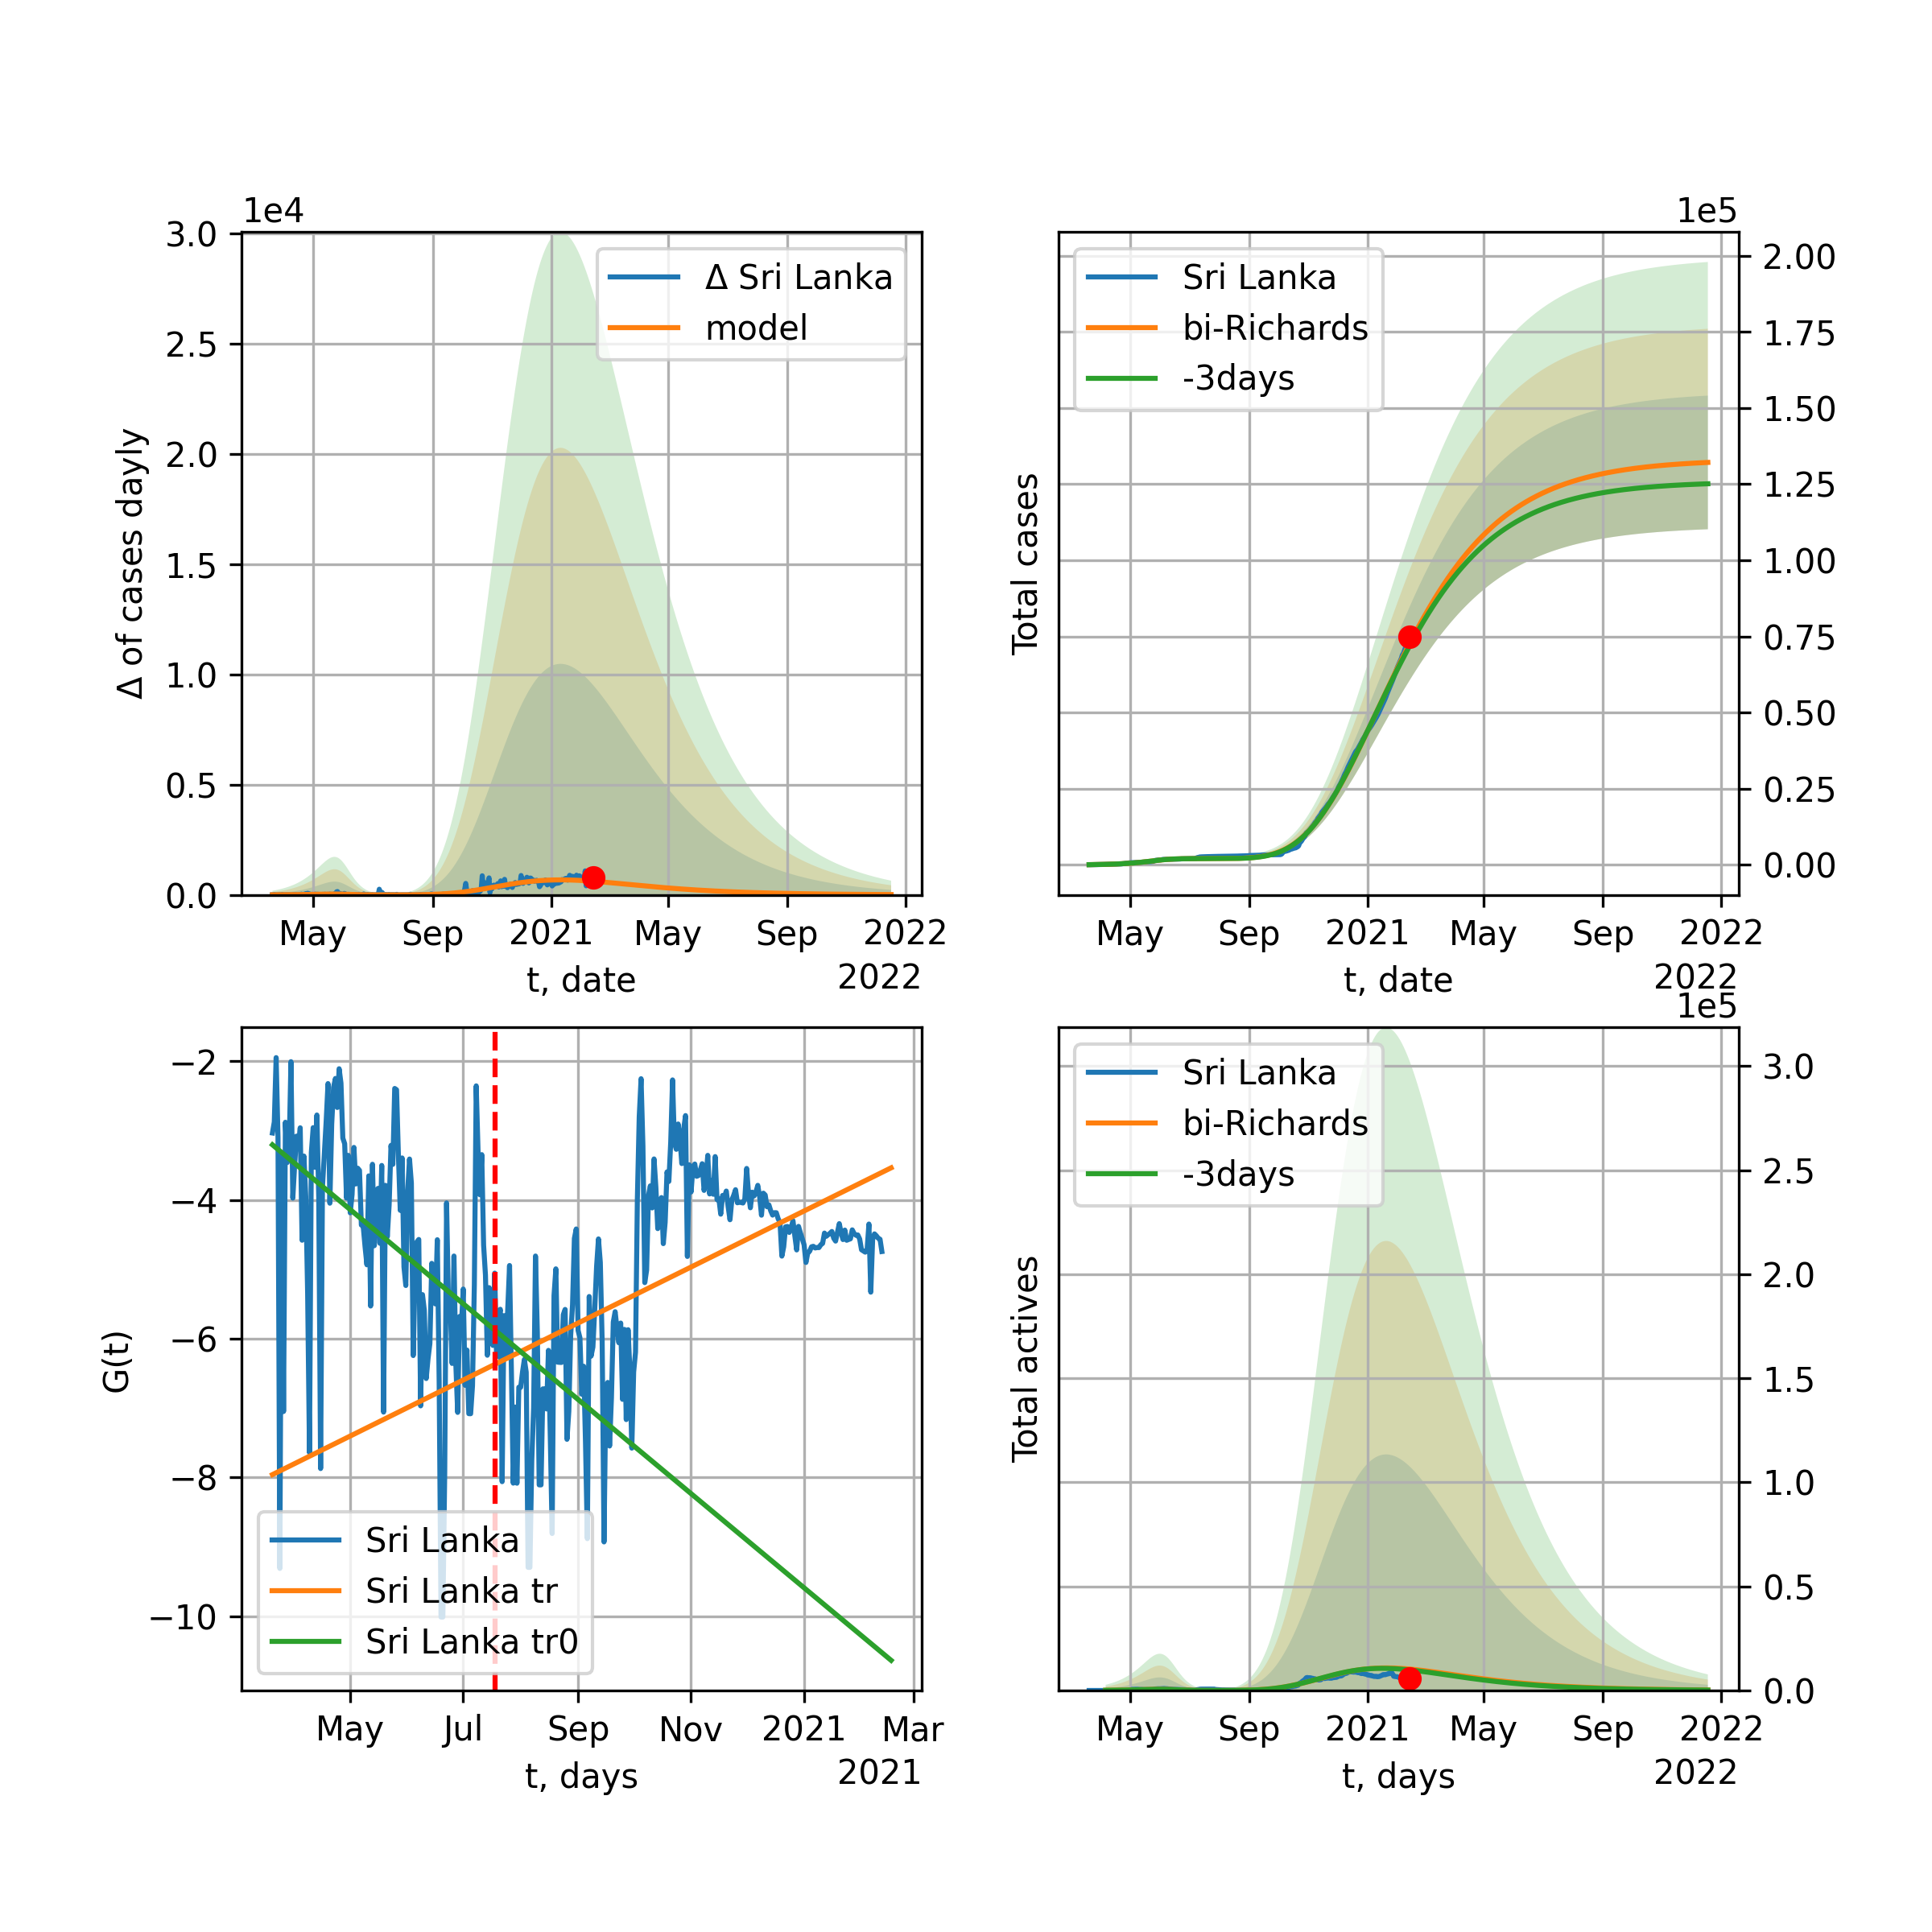 1e4
3.0
2.5
2.0
1.5
1.0
0.5
0.0
Δ of cases dayly
Δ Sri Lanka
model
May Sep 2021 May Sep 2022
t, date
2022
1e5
2.00
1.75
1.50
1.25
1.00
0.75
0.50
0.25
0.00
Total cases
Sri Lanka
bi-Richards
-3days
May Sep 2021 May Sep 2022
t, date
2022
−2
−4
−6
−8
−10
G(t)
Sri Lanka
Sri Lanka tr
Sri Lanka tr0
May Jul Sep Nov 2021 Mar
t, days
2021
1e5
3.0
2.5
2.0
1.5
1.0
0.5
0.0
Total actives
Sri Lanka
bi-Richards
-3days
May Sep 2021 May Sep 2022
t, days
2022